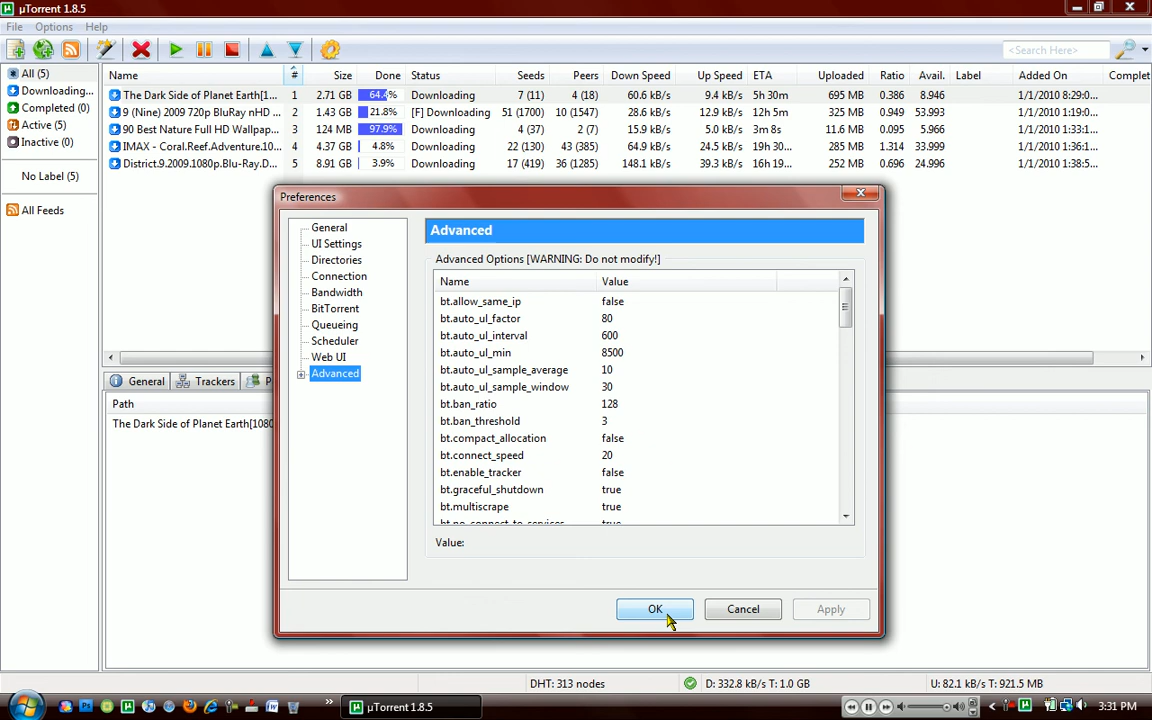 µTorrent 1.8.5
File Options Help
<Search Here>
All (5)
Downloading...
Completed (0)
Active (5)
Inactive (0)
No Label (5)
All Feeds
Name # Size Done Status Seeds Peers Down Speed Up Speed ETA Uploaded Ratio Avail. Label Added On Complet
The Dark Side of Planet Earth[1... 1 2.71 GB 64.4% Downloading 7 (11) 4 (18) 60.6 kB/s 9.4 kB/s 5h 30m 695 MB 0.386 8.946 1/1/2010 8:29:0...
9 (Nine) 2009 720p BluRay nHD ... 2 1.43 GB 21.8% [F] Downloading 51 (1700) 10 (1547) 28.6 kB/s 12.9 kB/s 12h 5m 325 MB 0.949 53.993 1/1/2010 1:19:0...
90 Best Nature Full HD Wallpap... 3 124 MB 97.9% Downloading 4 (37) 2 (7) 15.9 kB/s 5.0 kB/s 3m 8s 11.6 MB 0.095 5.966 1/1/2010 1:33:1...
IMAX - Coral.Reef.Adventure.10... 4 4.37 GB 4.8% Downloading 22 (130) 43 (385) 64.9 kB/s 24.5 kB/s 19h 30... 285 MB 1.314 33.999 1/1/2010 1:36:5...
District.9.2009.1080p.Blu-Ray.D... 5 8.91 GB 3.9% Downloading 17 (419) 36 (1285) 148.1 kB/s 39.3 kB/s 16h 19... 252 MB 0.696 24.996 1/1/2010 1:38:5...
Preferences
General
UI Settings
Directories
Connection
Bandwidth
BitTorrent
Queueing
Scheduler
Web UI
Advanced
Advanced
Advanced Options [WARNING: Do not modify!]
Name Value
bt.allow_same_ip false
bt.auto_ul_factor 80
bt.auto_ul_interval 600
bt.auto_ul_min 8500
bt.auto_ul_sample_average 10
bt.auto_ul_sample_window 30
bt.ban_ratio 128
bt.ban_threshold 3
bt.compact_allocation false
bt.connect_speed 20
bt.enable_tracker false
bt.graceful_shutdown true
bt.multiscrape true
bt.no_connect_to_services true
Value:
OK Cancel Apply
General Trackers P
Path
The Dark Side of Planet Earth[1080
DHT: 313 nodes D: 332.8 kB/s T: 1.0 GB U: 82.1 kB/s T: 921.5 MB
µTorrent 1.8.5
3:31 PM